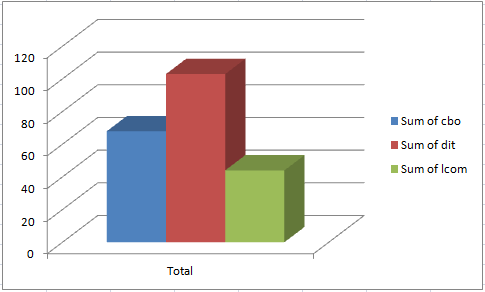 120
100
80
60
40
20
0
Total
Sum of cbo
Sum of dit
Sum of lcom